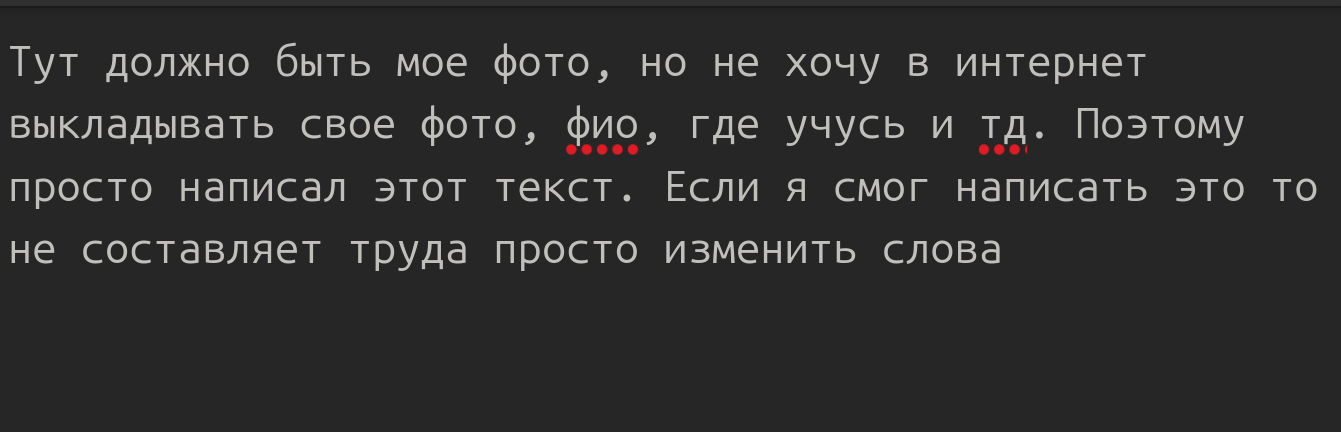 Тут должно быть мое фото, но не хочу в интернет
выкладывать свое фото, фио, где учусь и тд. Поэтому
просто написал этот текст. Если я смог написать это то
не составляет труда просто изменить слова